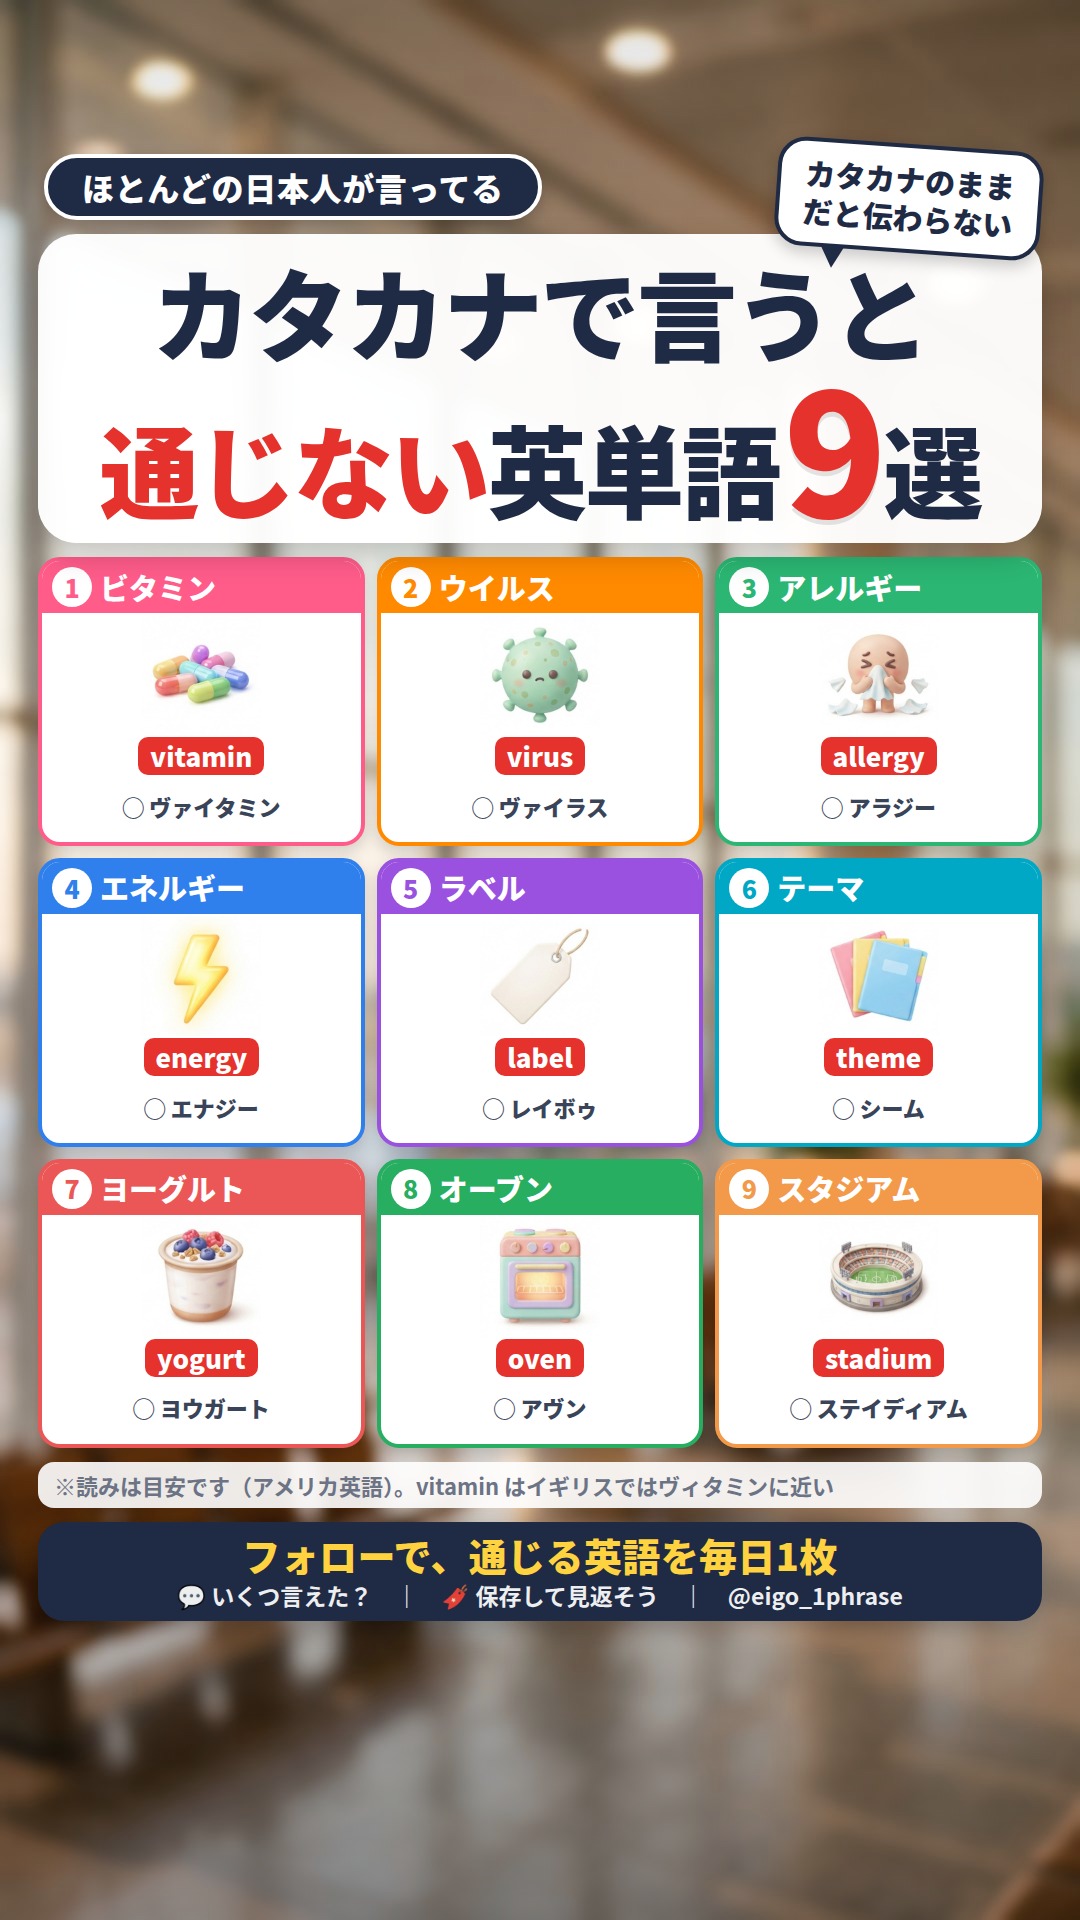 ほとんどの日本人が言ってる
カタカナのまま
だと伝わらない
カタカナで言うと
通じない英単語9選
1 ビタミン
vitamin
○ ヴァイタミン
2 ウイルス
virus
○ ヴァイラス
3 アレルギー
allergy
○ アラジー
4 エネルギー
energy
○ エナジー
5 ラベル
label
○ レイボゥ
6 テーマ
theme
○ シーム
7 ヨーグルト
yogurt
○ ヨウガート
8 オーブン
oven
○ アヴン
9 スタジアム
stadium
○ ステイディアム
※読みは目安です（アメリカ英語）。vitamin はイギリスではヴィタミンに近い
フォローで、通じる英語を毎日1枚
💬 いくつ言えた？ ｜ 🔖 保存して見返そう ｜ @eigo_1phrase